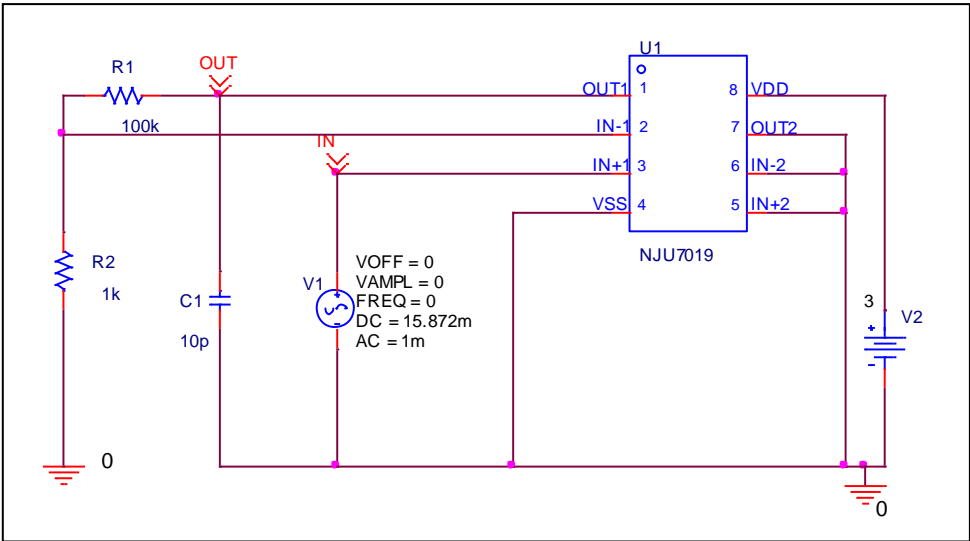 U1
R1
OUT
OUT1
1
8
VDD
100k
IN
IN-1
2
7
OUT2
IN+1
3
6
IN-2
VSS
4
5
IN+2
NJU7019
R2
1k
C1
10p
V1
VOFF = 0
VAMPL = 0
FREQ = 0
DC = 15.872m
AC = 1m
+
-
3
V2
+
-
0
0